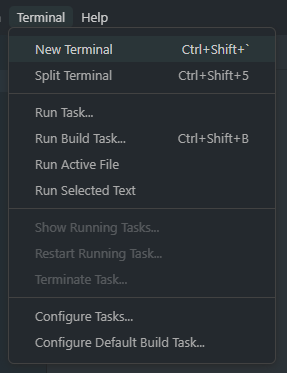 Terminal Help
New Terminal Ctrl+Shift+`
Split Terminal Ctrl+Shift+5
Run Task...
Run Build Task... Ctrl+Shift+B
Run Active File
Run Selected Text
Show Running Tasks...
Restart Running Task...
Terminate Task...
Configure Tasks...
Configure Default Build Task...